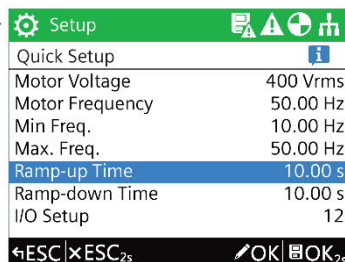 Setup
Quick Setup
Motor Voltage 400 Vrms
Motor Frequency 50.00 Hz
Min Freq. 10.00 Hz
Max. Freq. 50.00 Hz
Ramp-up Time 10.00 s
Ramp-down Time 10.00 s
I/O Setup 12
ESC ESC2s OK OK2s